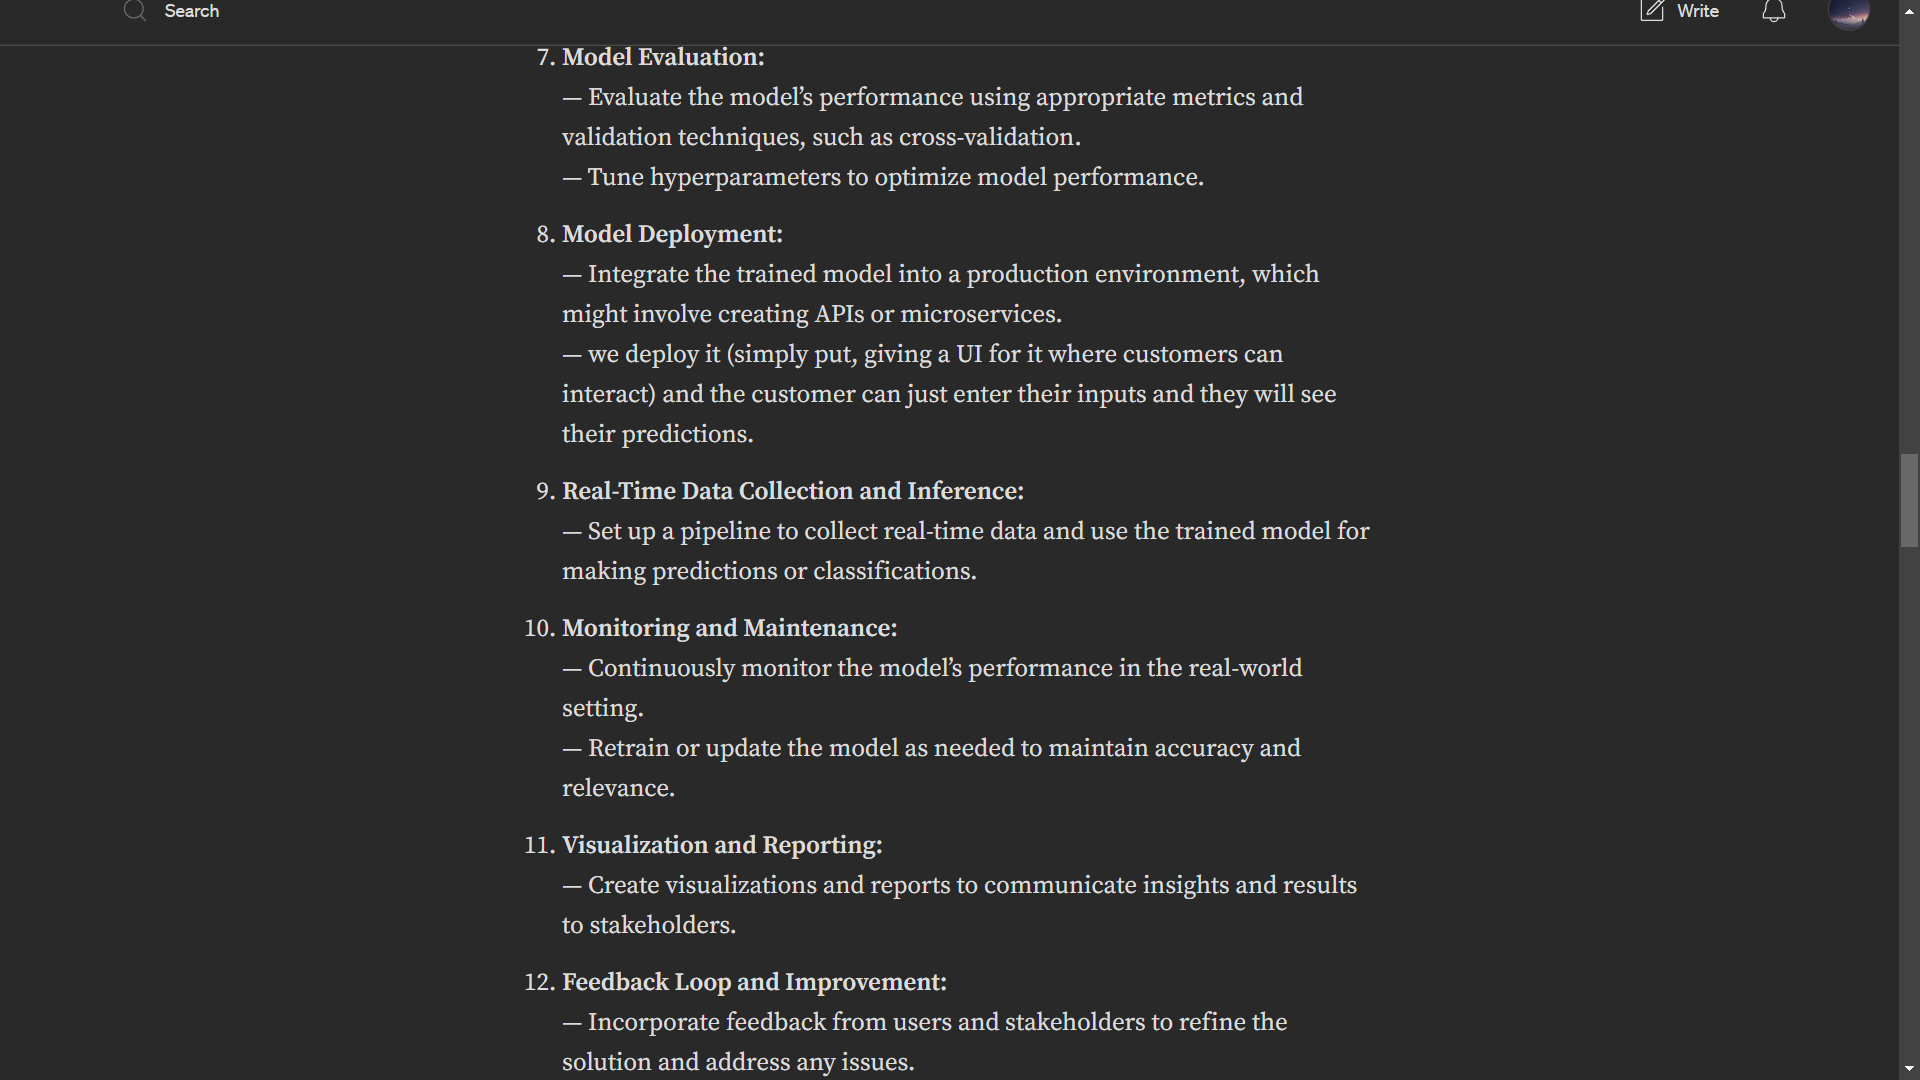 Search
Write
7. Model Evaluation:
— Evaluate the model’s performance using appropriate metrics and
validation techniques, such as cross-validation.
— Tune hyperparameters to optimize model performance.
8. Model Deployment:
— Integrate the trained model into a production environment, which
might involve creating APIs or microservices.
— we deploy it (simply put, giving a UI for it where customers can
interact) and the customer can just enter their inputs and they will see
their predictions.
9. Real-Time Data Collection and Inference:
— Set up a pipeline to collect real-time data and use the trained model for
making predictions or classifications.
10. Monitoring and Maintenance:
— Continuously monitor the model’s performance in the real-world
setting.
— Retrain or update the model as needed to maintain accuracy and
relevance.
11. Visualization and Reporting:
— Create visualizations and reports to communicate insights and results
to stakeholders.
12. Feedback Loop and Improvement:
— Incorporate feedback from users and stakeholders to refine the
solution and address any issues.